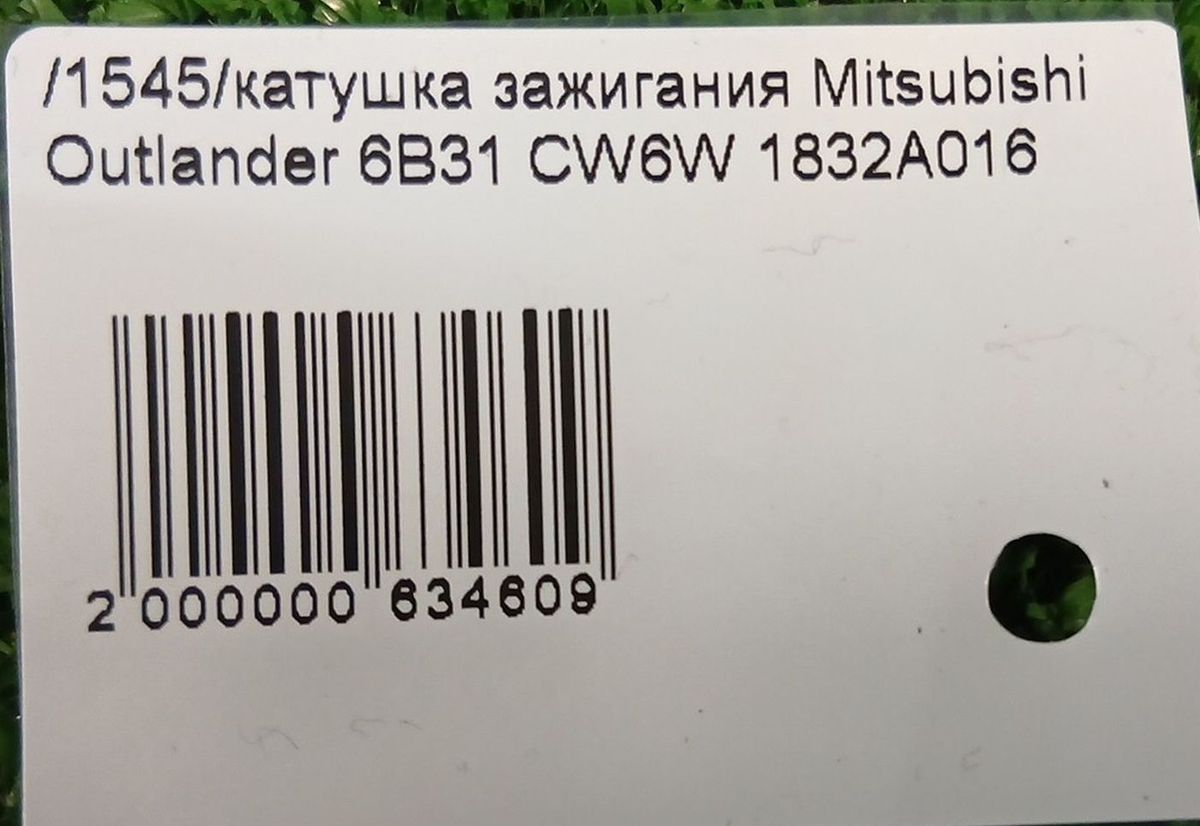 /1545/катушка зажигания Mitsubishi
Outlander 6B31 CW6W 1832A016
2 000000 634609